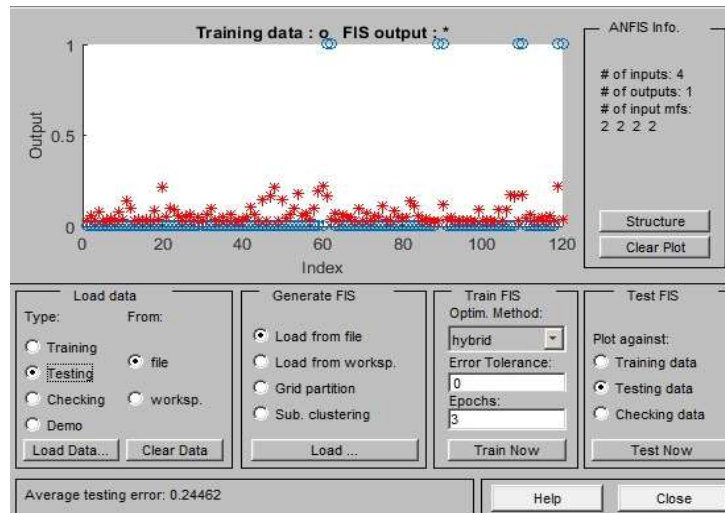 Training data : o   FIS output : *
1
0.5
0
Output
0 20 40 60 80 100 120
Index
ANFIS Info.
# of inputs: 4
# of outputs: 1
# of input mfs:
2 2 2 2
Structure
Clear Plot
Load data
Type: From:
Training
Testing
Checking
Demo
file
worksp.
Load Data... Clear Data
Generate FIS
Load from file
Load from worksp.
Grid partition
Sub. clustering
Load ...
Train FIS
Optim. Method:
hybrid
Error Tolerance:
0
Epochs:
3
Train Now
Test FIS
Plot against:
Training data
Testing data
Checking data
Test Now
Average testing error: 0.24462
Help Close